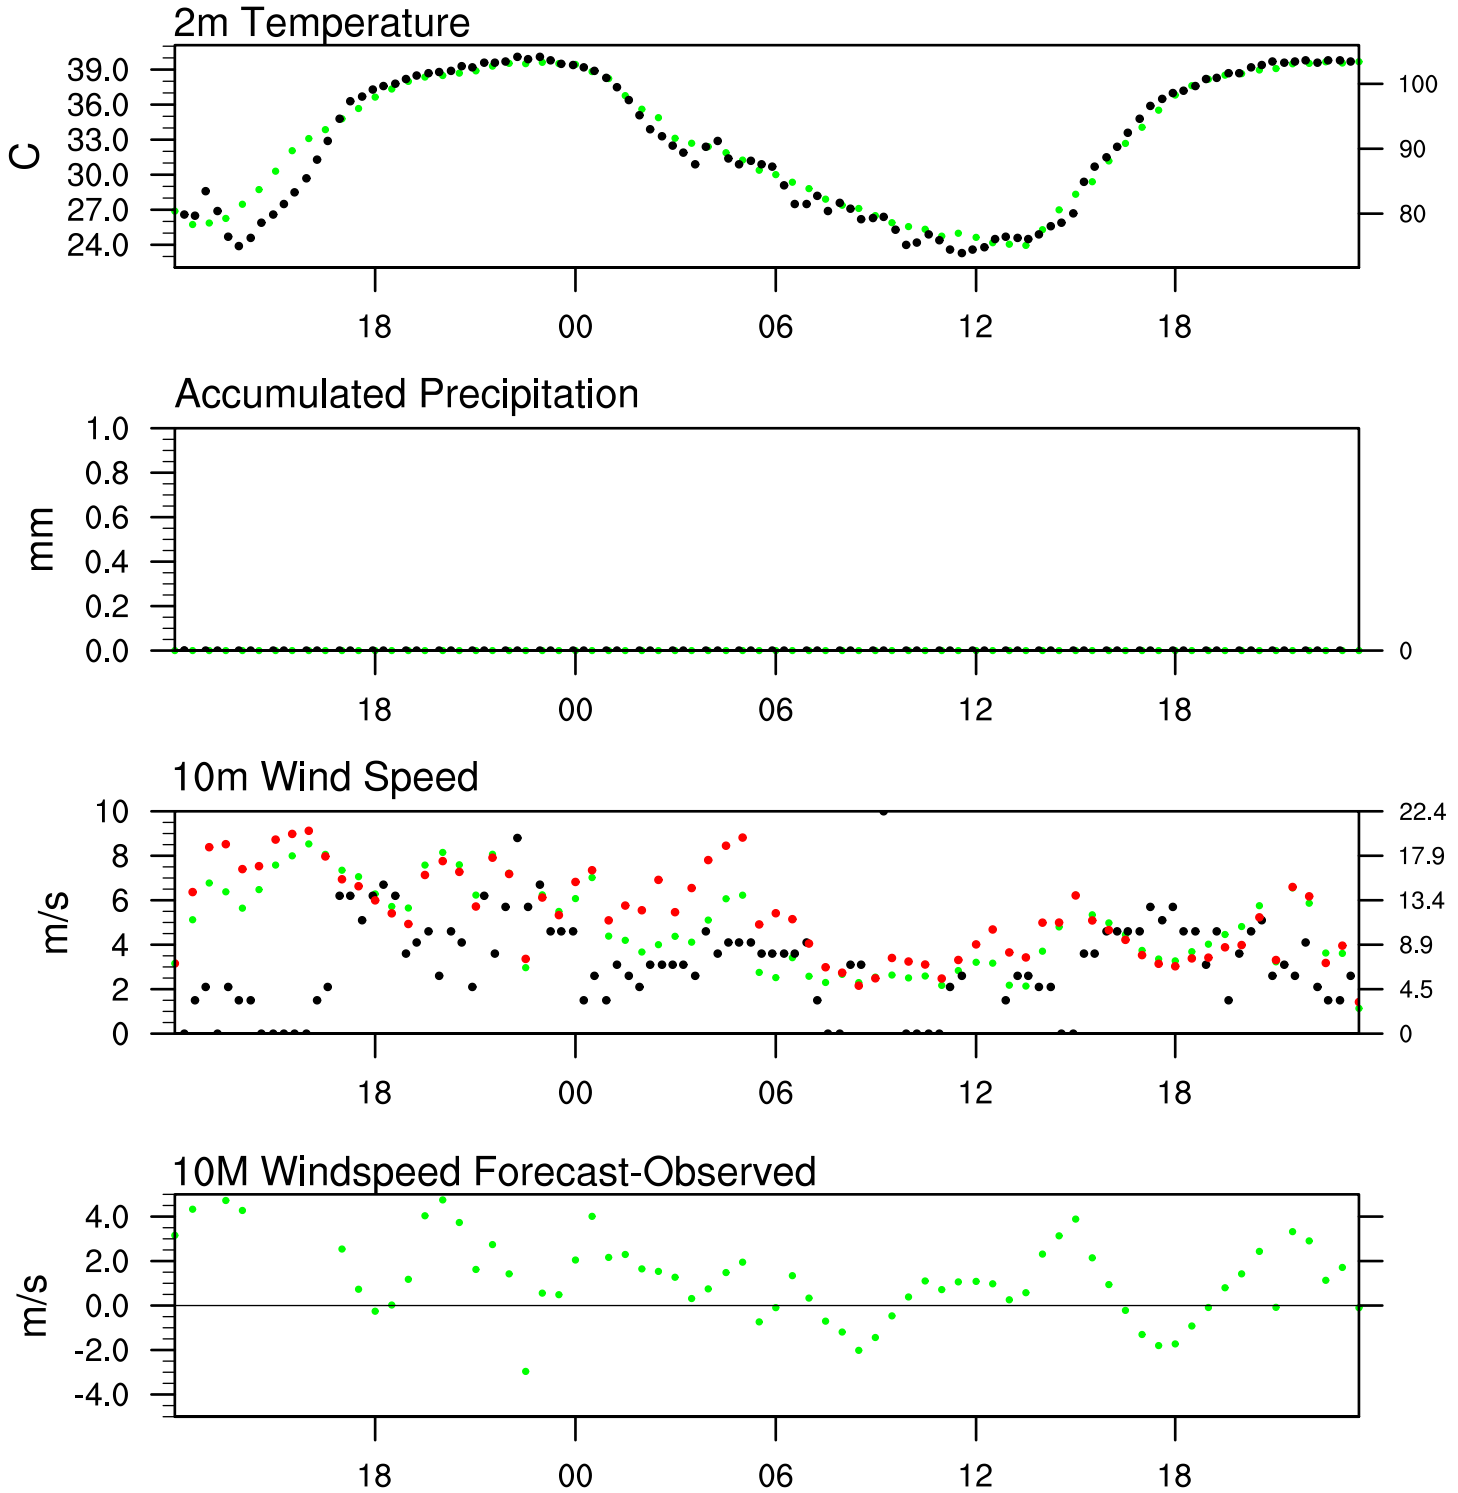 2m Temperature
39.0
36.0
33.0
30.0
27.0
24.0
C
100
90
80
18 00 06 12 18
Accumulated Precipitation
1.0
0.8
0.6
0.4
0.2
0.0
mm
0
18 00 06 12 18
10m Wind Speed
10
8
6
4
2
0
m/s
22.4
17.9
13.4
8.9
4.5
0
18 00 06 12 18
10M Windspeed Forecast-Observed
4.0
2.0
0.0
-2.0
-4.0
m/s
18 00 06 12 18